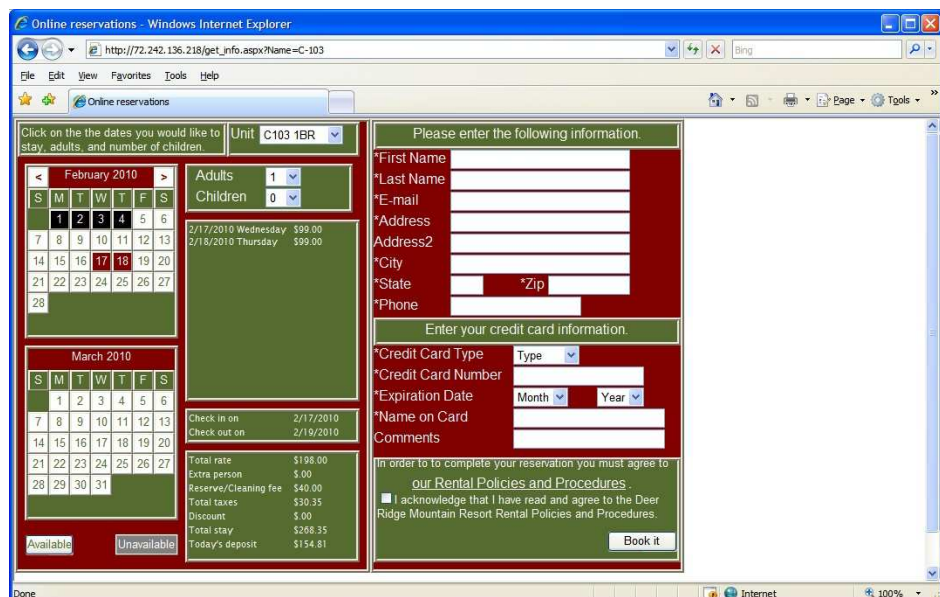 Online reservations - Windows Internet Explorer
http://72.242.136.218/get_info.aspx?Name=C-103
Bing
File Edit View Favorites Tools Help
Online reservations
Page Tools »
Click on the the dates you would like to
stay, adults, and number of children.
Unit C103 1BR
< February 2010 >
S M T W T F S
1 2 3 4 5 6
7 8 9 10 11 12 13
14 15 16 17 18 19 20
21 22 23 24 25 26 27
28
March 2010
S M T W T F S
1 2 3 4 5 6
7 8 9 10 11 12 13
14 15 16 17 18 19 20
21 22 23 24 25 26 27
28 29 30 31
Available Unavailable
Adults 1
Children 0
2/17/2010 Wednesday $99.00
2/18/2010 Thursday $99.00
Check in on 2/17/2010
Check out on 2/19/2010
Total rate $198.00
Extra person $.00
Reserve/Cleaning fee $40.00
Total taxes $30.35
Discount $.00
Total stay $268.35
Today's deposit $154.81
Please enter the following information.
*First Name
*Last Name
*E-mail
*Address
Address2
*City
*State *Zip
*Phone
Enter your credit card information.
*Credit Card Type Type
*Credit Card Number
*Expiration Date Month Year
*Name on Card
Comments
In order to to complete your reservation you must agree to
our Rental Policies and Procedures .
I acknowledge that I have read and agree to the Deer
Ridge Mountain Resort Rental Policies and Procedures.
Book it
Done Internet 100%